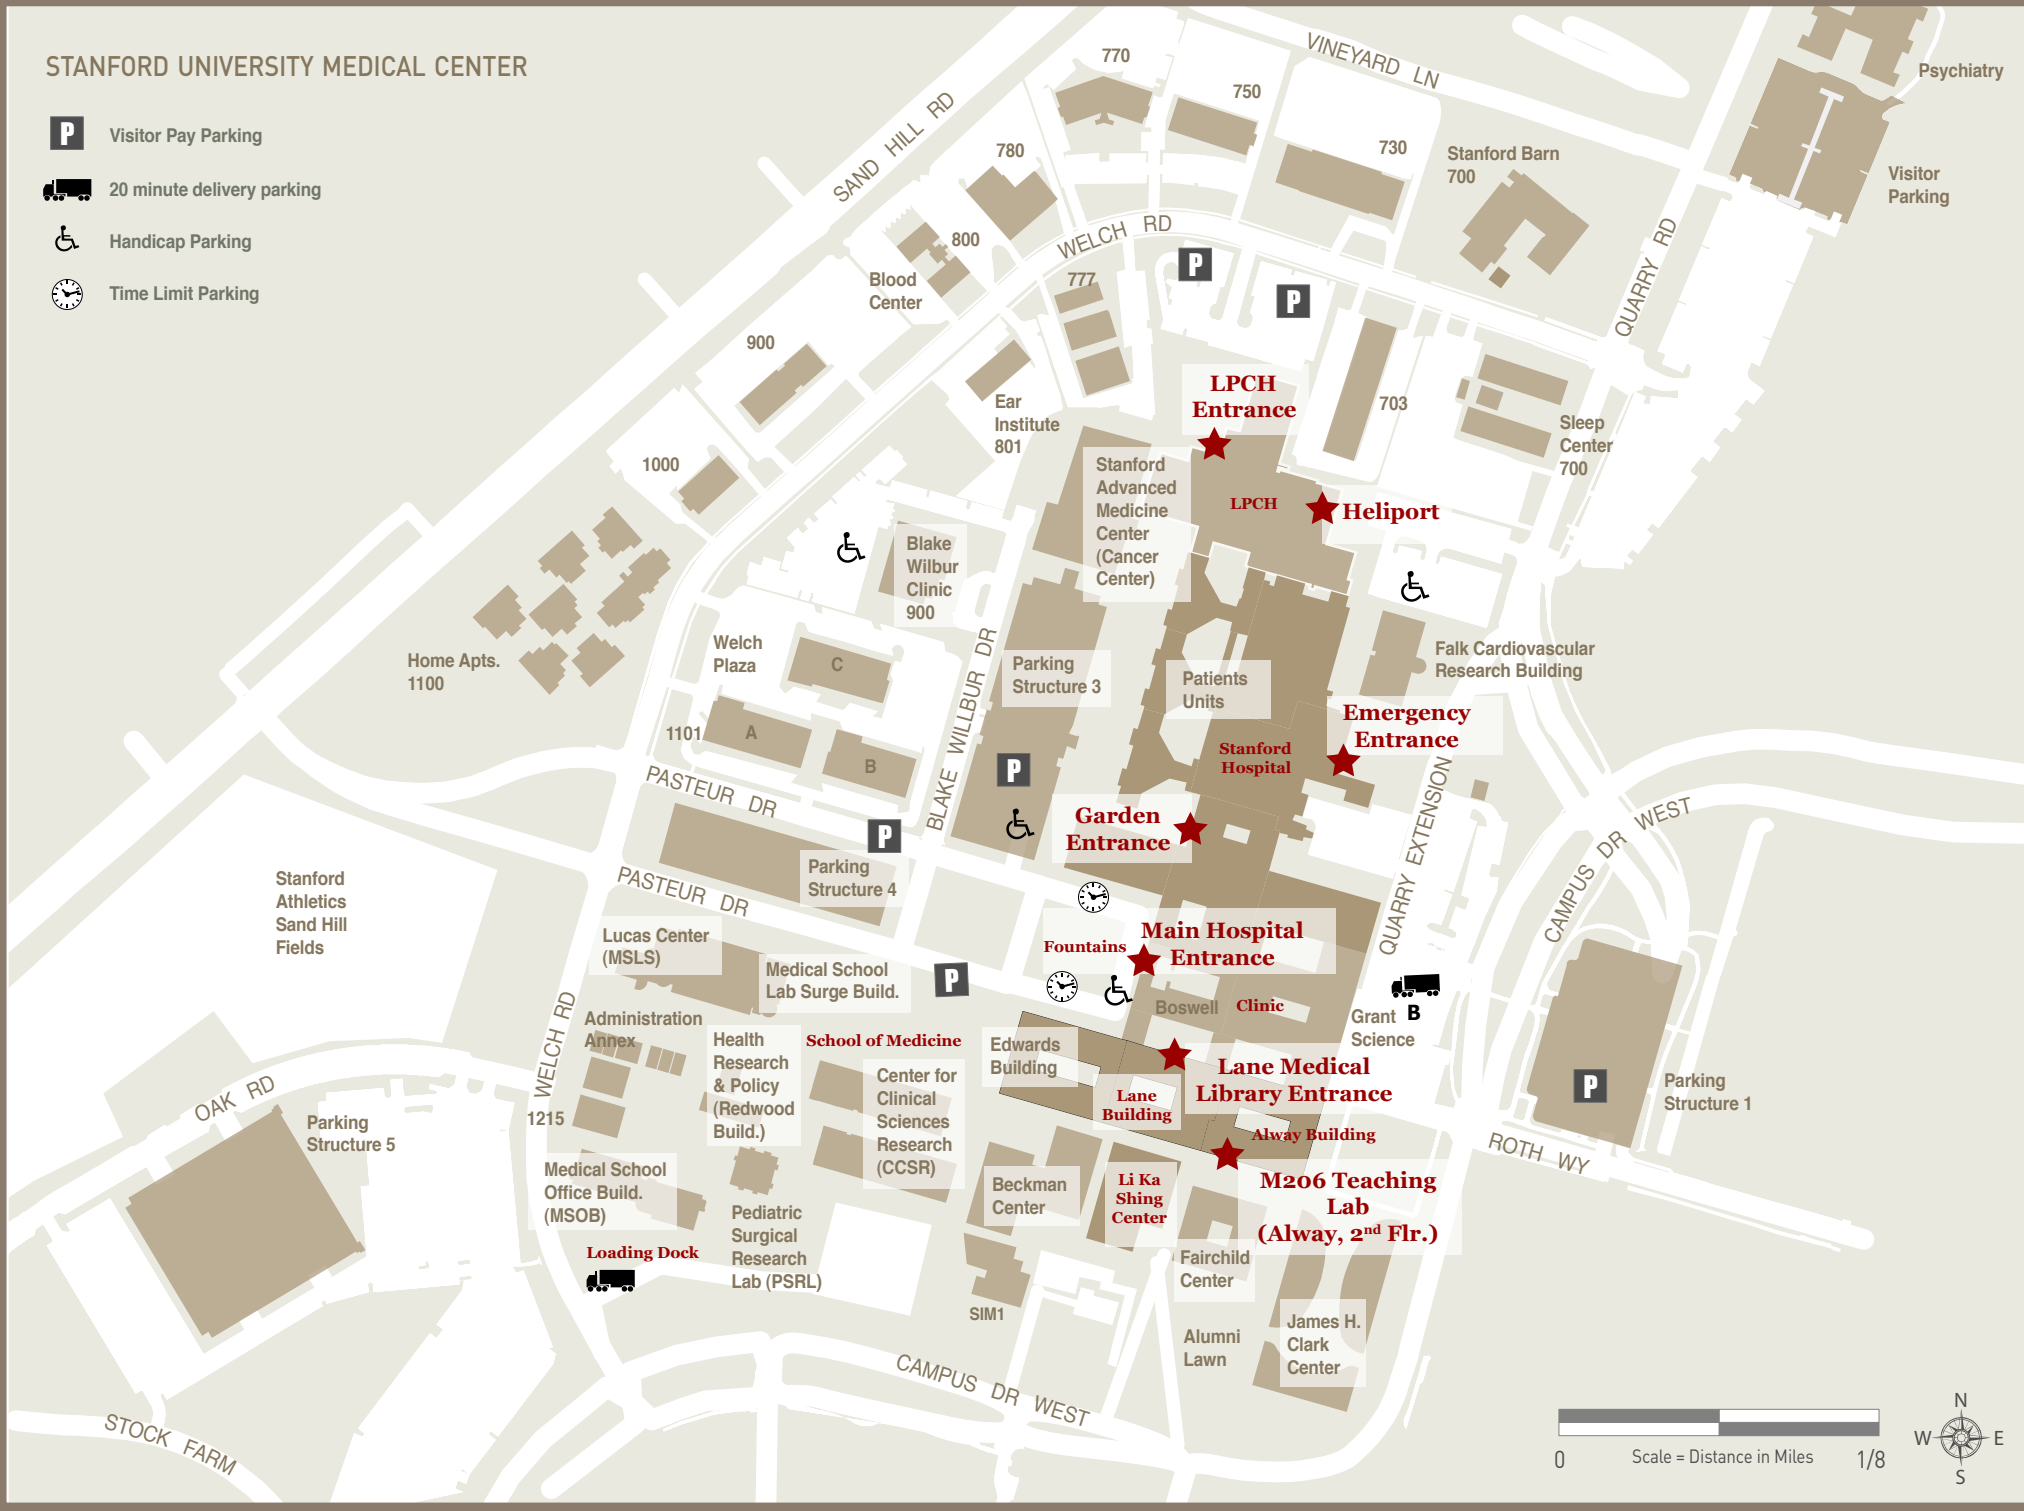 STANFORD UNIVERSITY MEDICAL CENTER
P
Visitor Pay Parking
20 minute delivery parking
Handicap Parking
Time Limit Parking
VINEYARD LN
770
750
730
780
SAND HILL RD
Psychiatry
Stanford Barn
700
Visitor
Parking
WELCH RD
800
777
Blood
Center
P
P
QUARRY RD
900
Ear
Institute
801
LPCH
Entrance
703
Sleep
Center
700
1000
Stanford
Advanced
Medicine
Center
(Cancer
Center)
LPCH
Heliport
Blake
Wilbur
Clinic
900
Home Apts.
1100
Welch
Plaza
C
A
B
1101
BLAKE WILLBUR DR
Parking
Structure 3
Patients
Units
Falk Cardiovascular
Research Building
Emergency
Entrance
Stanford
Hospital
P
PASTEUR DR
P
Garden
Entrance
QUARRY EXTENSION
CAMPUS DR WEST
Parking
Structure 4
PASTEUR DR
Stanford
Athletics
Sand Hill
Fields
Lucas Center
(MSLS)
Medical School
Lab Surge Build.
P
Fountains
Main Hospital
Entrance
Boswell
Clinic
B
Grant
Science
WELCH RD
Administration
Annex
Health
Research
& Policy
(Redwood
Build.)
School of Medicine
Center for
Clinical
Sciences
Research
(CCSR)
Edwards
Building
Lane
Building
Lane Medical
Library Entrance
Alway Building
P
Parking
Structure 1
ROTH WY
OAK RD
Parking
Structure 5
1215
Medical School
Office Build.
(MSOB)
Pediatric
Surgical
Research
Lab (PSRL)
Loading Dock
Beckman
Center
Li Ka
Shing
Center
M206 Teaching
Lab
(Alway, 2nd Flr.)
Fairchild
Center
SIM1
Alumni
Lawn
James H.
Clark
Center
CAMPUS DR WEST
STOCK FARM
0
Scale = Distance in Miles
1/8
N
W
E
S